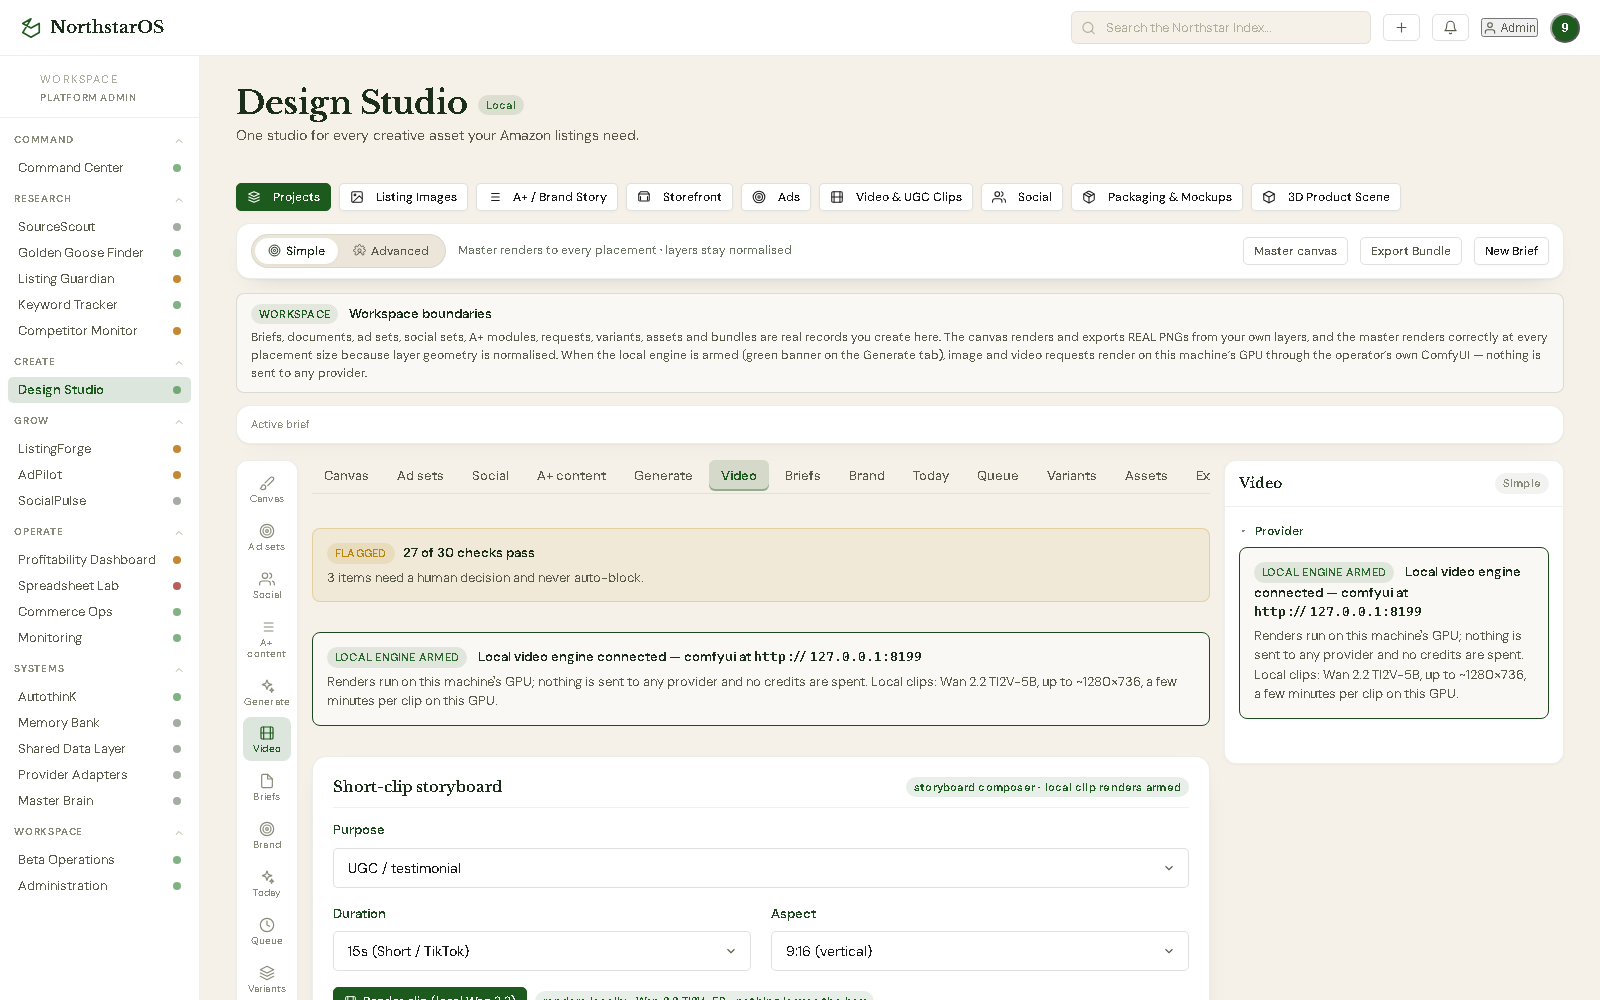 NorthstarOS
Search the Northstar Index...
Admin
9
WORKSPACE
PLATFORM ADMIN
COMMAND
Command Center
RESEARCH
SourceScout
Golden Goose Finder
Listing Guardian
Keyword Tracker
Competitor Monitor
CREATE
Design Studio
GROW
ListingForge
AdPilot
SocialPulse
OPERATE
Profitability Dashboard
Spreadsheet Lab
Commerce Ops
Monitoring
SYSTEMS
AutothinK
Memory Bank
Shared Data Layer
Provider Adapters
Master Brain
WORKSPACE
Beta Operations
Administration
Design Studio Local
One studio for every creative asset your Amazon listings need.
Projects Listing Images A+ / Brand Story Storefront Ads Video & UGC Clips Social Packaging & Mockups 3D Product Scene
Simple Advanced Master renders to every placement · layers stay normalised Master canvas Export Bundle New Brief
WORKSPACE Workspace boundaries
Briefs, documents, ad sets, social sets, A+ modules, requests, variants, assets and bundles are real records you create here. The canvas renders and exports REAL PNGs from your own layers, and the master renders correctly at every
placement size because layer geometry is normalised. When the local engine is armed (green banner on the Generate tab), image and video requests render on this machine's GPU through the operator's own ComfyUI — nothing is
sent to any provider.
Active brief
Canvas
Ad sets
Social
A+
content
Generate
Video
Briefs
Brand
Today
Queue
Variants
Canvas Ad sets Social A+ content Generate Video Briefs Brand Today Queue Variants Assets Ex
FLAGGED 27 of 30 checks pass
3 items need a human decision and never auto-block.
LOCAL ENGINE ARMED Local video engine connected — comfyui at http://127.0.0.1:8199
Renders run on this machine's GPU; nothing is sent to any provider and no credits are spent. Local clips: Wan 2.2 TI2V-5B, up to ~1280×736, a few
minutes per clip on this GPU.
Short-clip storyboard
storyboard composer · local clip renders armed
Purpose
UGC / testimonial
Duration Aspect
15s (Short / TikTok) 9:16 (vertical)
Render clip (local Wan 2.2) renders locally · Wan 2.2 TI2V-5B · nothing leaves the box
Video Simple
Provider
LOCAL ENGINE ARMED Local video engine
connected — comfyui at
http://127.0.0.1:8199
Renders run on this machine's GPU; nothing is
sent to any provider and no credits are spent.
Local clips: Wan 2.2 TI2V-5B, up to ~1280×736,
a few minutes per clip on this GPU.